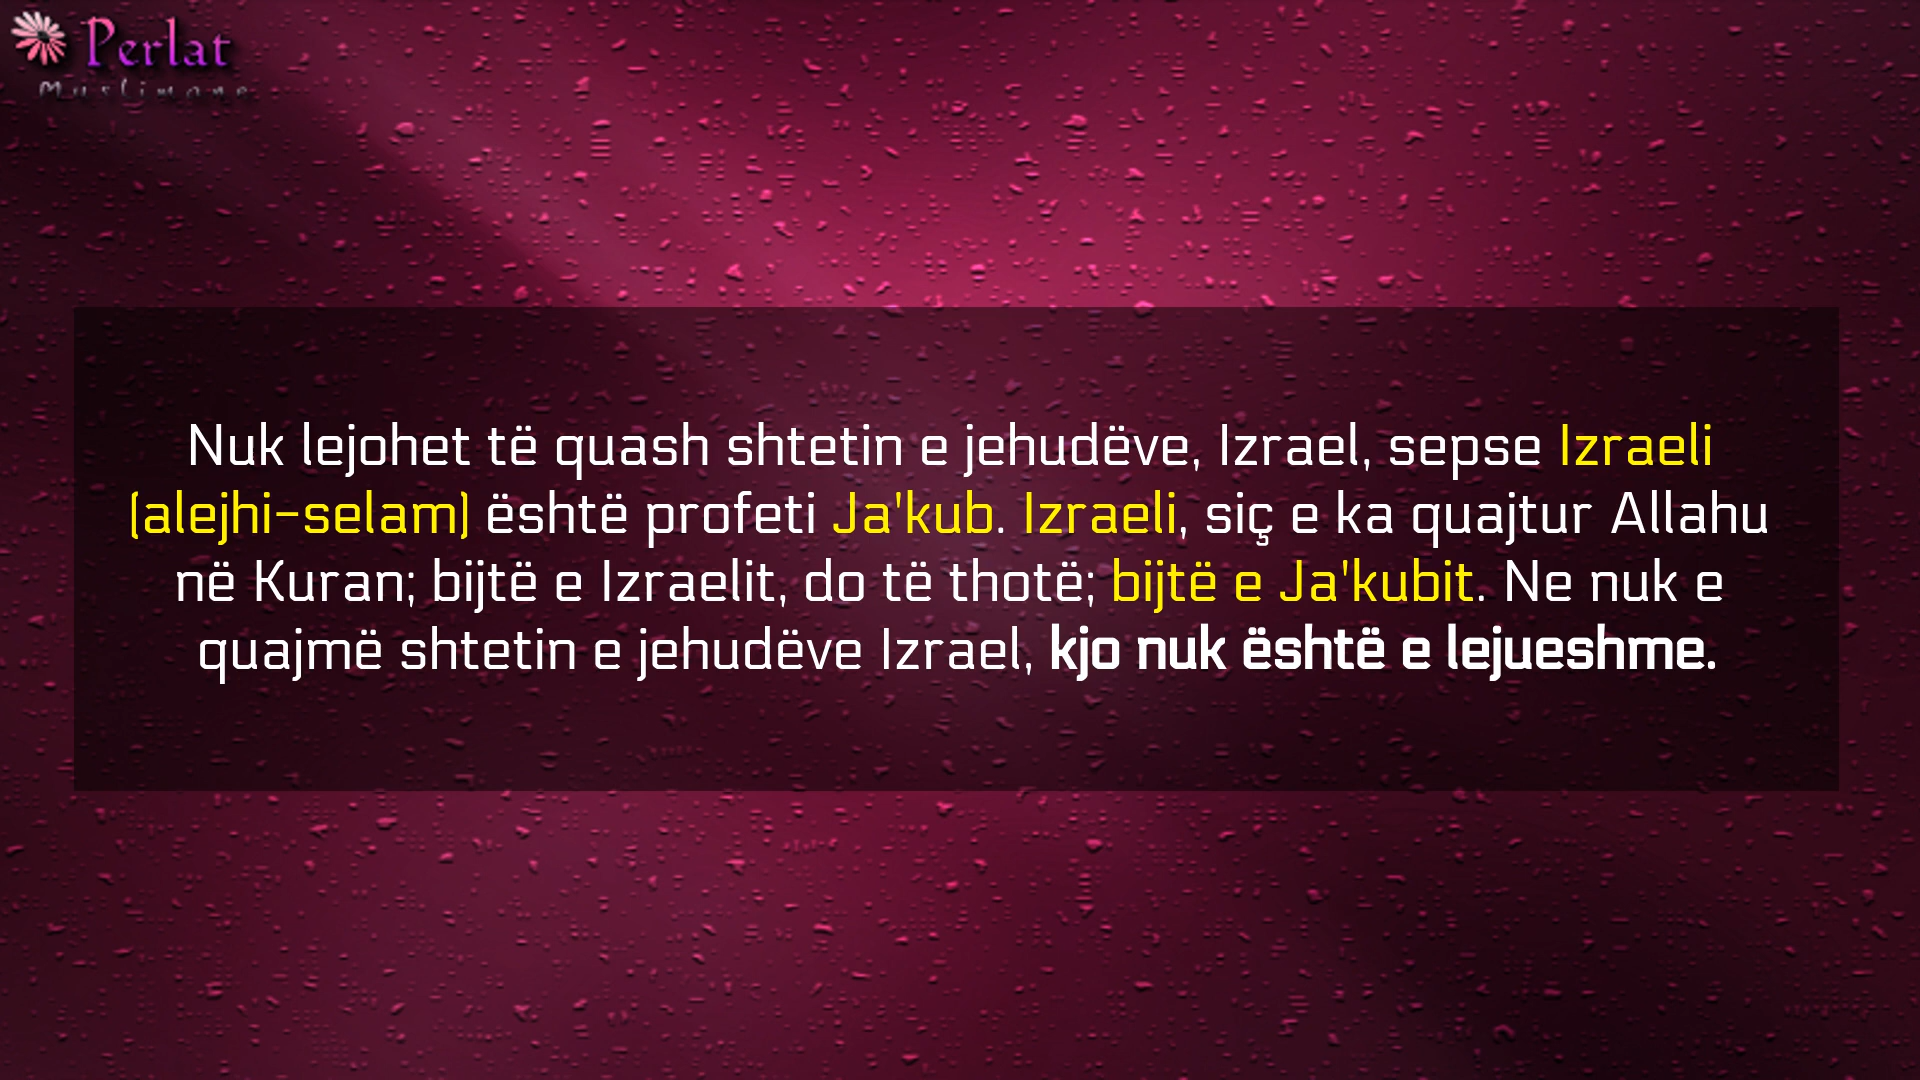 Perlat
Muslimane
Nuk lejohet të quash shtetin e jehudëve, Izrael, sepse Izraeli
(alejhi-selam) është profeti Ja'kub. Izraeli, siç e ka quajtur Allahu
në Kuran; bijtë e Izraelit, do të thotë; bijtë e Ja'kubit. Ne nuk e
quajmë shtetin e jehudëve Izrael, kjo nuk është e lejueshme.